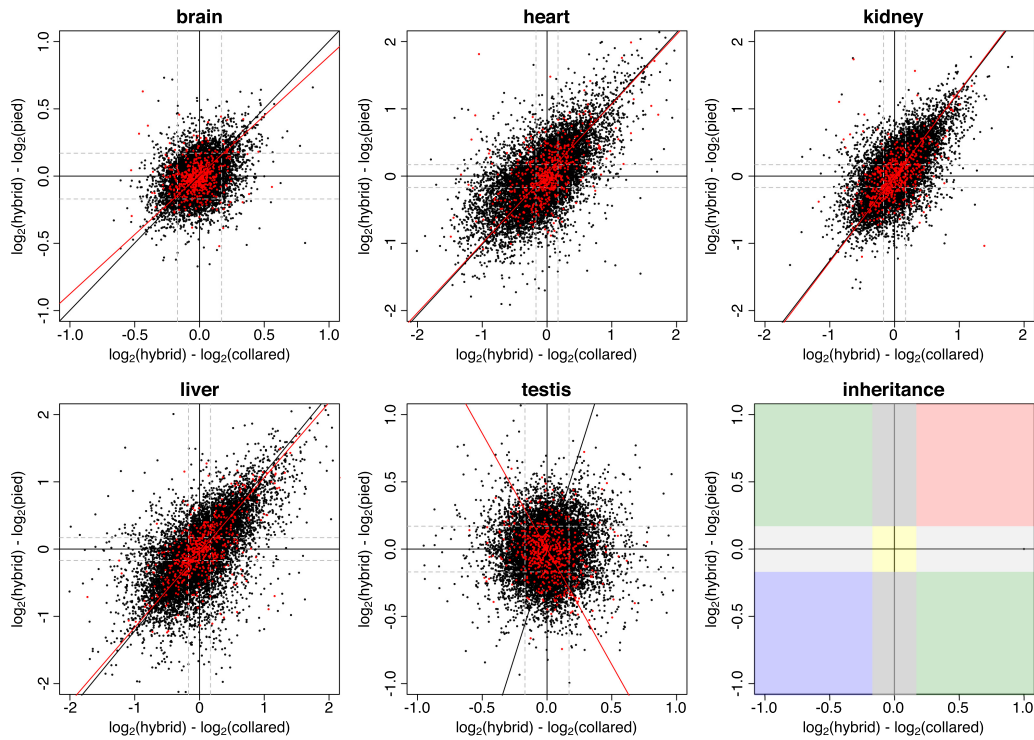 brain
heart
kidney
1.0
0.5
0.0
-0.5
-1.0
log₂(hybrid) - log₂(pied)
-1.0 -0.5 0.0 0.5 1.0
log₂(hybrid) - log₂(collared)
2
1
0
-1
-2
log₂(hybrid) - log₂(pied)
-2 -1 0 1 2
log₂(hybrid) - log₂(collared)
2
1
0
-1
-2
log₂(hybrid) - log₂(pied)
-2 -1 0 1 2
log₂(hybrid) - log₂(collared)
liver
testis
inheritance
2
1
0
-1
-2
log₂(hybrid) - log₂(pied)
-2 -1 0 1 2
log₂(hybrid) - log₂(collared)
1.0
0.5
0.0
-0.5
-1.0
log₂(hybrid) - log₂(pied)
-1.0 -0.5 0.0 0.5 1.0
log₂(hybrid) - log₂(collared)
1.0
0.5
0.0
-0.5
-1.0
log₂(hybrid) - log₂(pied)
-1.0 -0.5 0.0 0.5 1.0
log₂(hybrid) - log₂(collared)